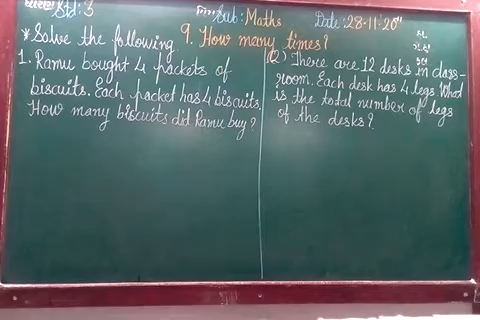 Std: 3
Sub: Maths
Date: 28-11-20
9. How many times?
*Solve the following
1. Ramu bought 4 packets of
biscuits. Each packet has 4 biscuits.
How many biscuits did Ramu buy?
(2) There are 12 desks in class-
room. Each desk has 4 legs. What
is the total number of legs
of the desks?